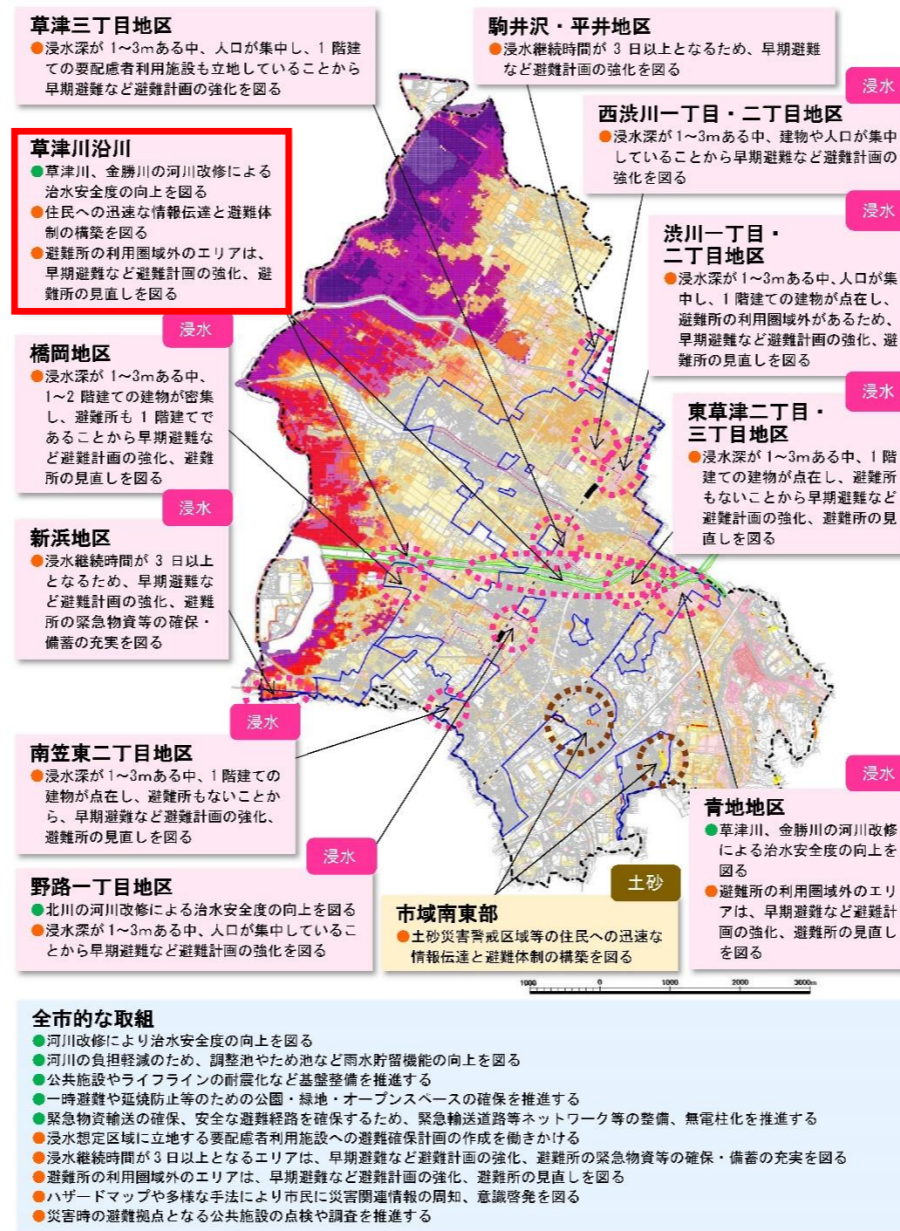 草津三丁目地区
●浸水深が1~3mある中、人口が集中し、1階建
ての要配慮者利用施設も立地していることから
早期避難など避難計画の強化を図る
駒井沢・平井地区
●浸水継続時間が3日以上となるため、早期避難
など避難計画の強化を図る
浸水
西渋川一丁目・二丁目地区
●浸水深が1~3mある中、建物や人口が集中
していることから早期避難など避難計画の
強化を図る
草津川沿川
●草津川、金勝川の河川改修による
治水安全度の向上を図る
●住民への迅速な情報伝達と避難体
制の構築を図る
●避難所の利用圏域外のエリアは、
早期避難など避難計画の強化、避
難所の見直しを図る
浸水
渋川一丁目・
二丁目地区
●浸水深が1~3mある中、人口が集
中し、1階建ての建物が点在し、
避難所の利用圏域外があるため、
早期避難など避難計画の強化、避
難所の見直しを図る
浸水
橋岡地区
●浸水深が1~3mある中、
1~2階建ての建物が密集
し、避難所も1階建てで
あることから早期避難な
ど避難計画の強化、避難
所の見直しを図る
浸水
東草津二丁目・
三丁目地区
●浸水深が1~3mある中、1階
建ての建物が点在し、避難所
もないことから早期避難など
避難計画の強化、避難所の見
直しを図る
浸水
新浜地区
●浸水継続時間が3日以上
となるため、早期避難な
ど避難計画の強化、避難
所の緊急物資等の確保・
備蓄の充実を図る
浸水
南笠東二丁目地区
●浸水深が1~3mある中、1階建ての
建物が点在し、避難所もないことか
ら、早期避難など避難計画の強化、
避難所の見直しを図る
浸水
青地地区
●草津川、金勝川の河川改修
による治水安全度の向上を
図る
●避難所の利用圏域外のエリ
アは、早期避難など避難計
画の強化、避難所の見直し
を図る
浸水
野路一丁目地区
●北川の河川改修による治水安全度の向上を図る
●浸水深が1~3mある中、人口が集中しているこ
とから早期避難など避難計画の強化を図る
土砂
市域南東部
●土砂災害警戒区域等の住民への迅速な
情報伝達と避難体制の構築を図る
1000 0 1000 2000 3000m
全市的な取組
●河川改修により治水安全度の向上を図る
●河川の負担軽減のため、調整池やため池など雨水貯留機能の向上を図る
●公共施設やライフラインの耐震化など基盤整備を推進する
●一時避難や延焼防止等のための公園・緑地・オープンスペースの確保を推進する
●緊急物資輸送の確保、安全な避難経路を確保するため、緊急輸送道路等ネットワーク等の整備、無電柱化を推進する
●浸水想定区域に立地する要配慮者利用施設への避難確保計画の作成を働きかける
●浸水継続時間が3日以上となるエリアは、早期避難など避難計画の強化、避難所の緊急物資等の確保・備蓄の充実を図る
●避難所の利用圏域外のエリアは、早期避難など避難計画の強化、避難所の見直しを図る
●ハザードマップや多様な手法により市民に災害関連情報の周知、意識啓発を図る
●災害時の避難拠点となる公共施設の点検や調査を推進する